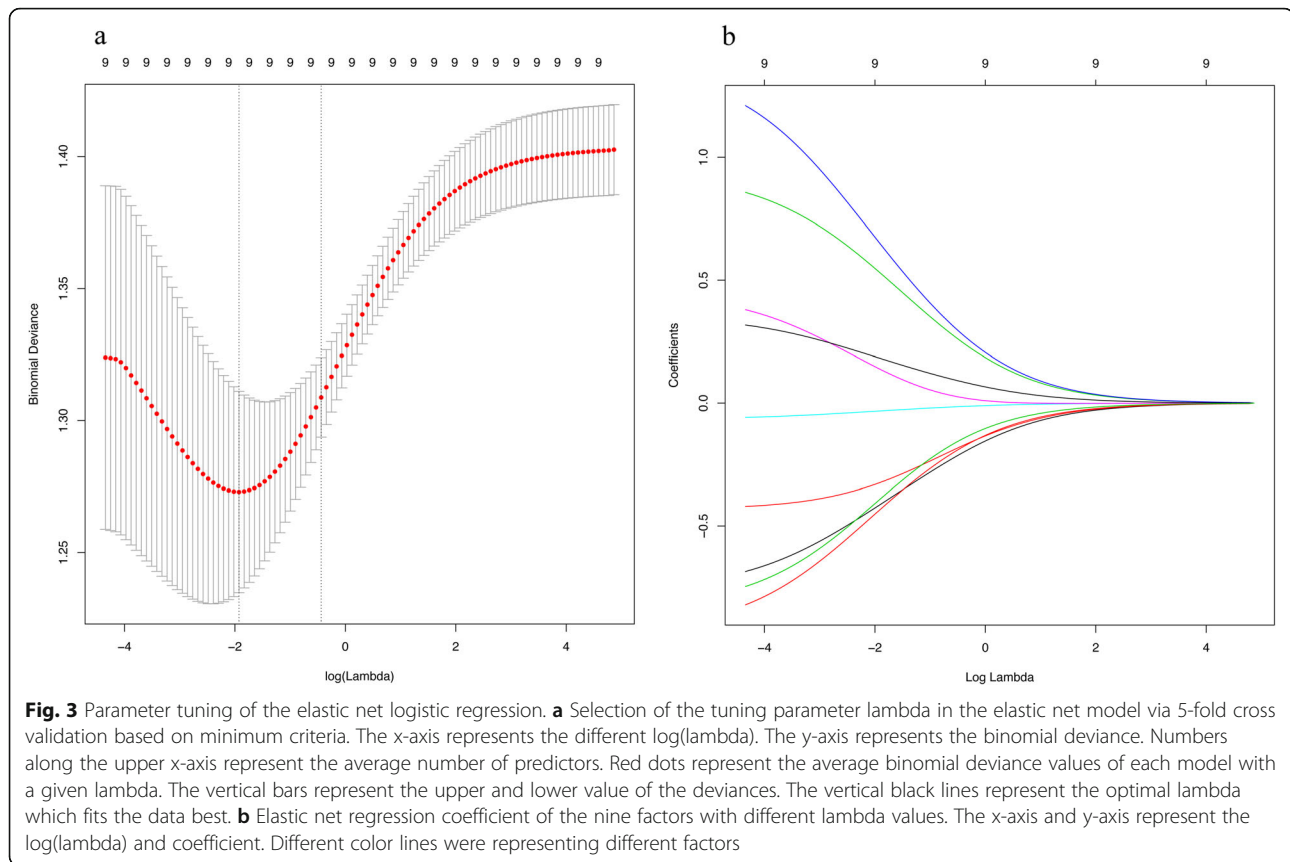 a
9 9 9 9 9 9 9 9 9 9 9 9 9 9 9 9 9 9 9 9 9 9 9 9 9
1.40
1.35
1.30
1.25
Binomial Deviance
−4 −2 0 2 4
log(Lambda)
b
9 9 9 9 9
1.0
0.5
0.0
−0.5
Coefficients
−4 −2 0 2 4
Log Lambda
Fig. 3 Parameter tuning of the elastic net logistic regression. a Selection of the tuning parameter lambda in the elastic net model via 5-fold cross
validation based on minimum criteria. The x-axis represents the different log(lambda). The y-axis represents the binomial deviance. Numbers
along the upper x-axis represent the average number of predictors. Red dots represent the average binomial deviance values of each model with
a given lambda. The vertical bars represent the upper and lower value of the deviances. The vertical black lines represent the optimal lambda
which fits the data best. b Elastic net regression coefficient of the nine factors with different lambda values. The x-axis and y-axis represent the
log(lambda) and coefficient. Different color lines were representing different factors